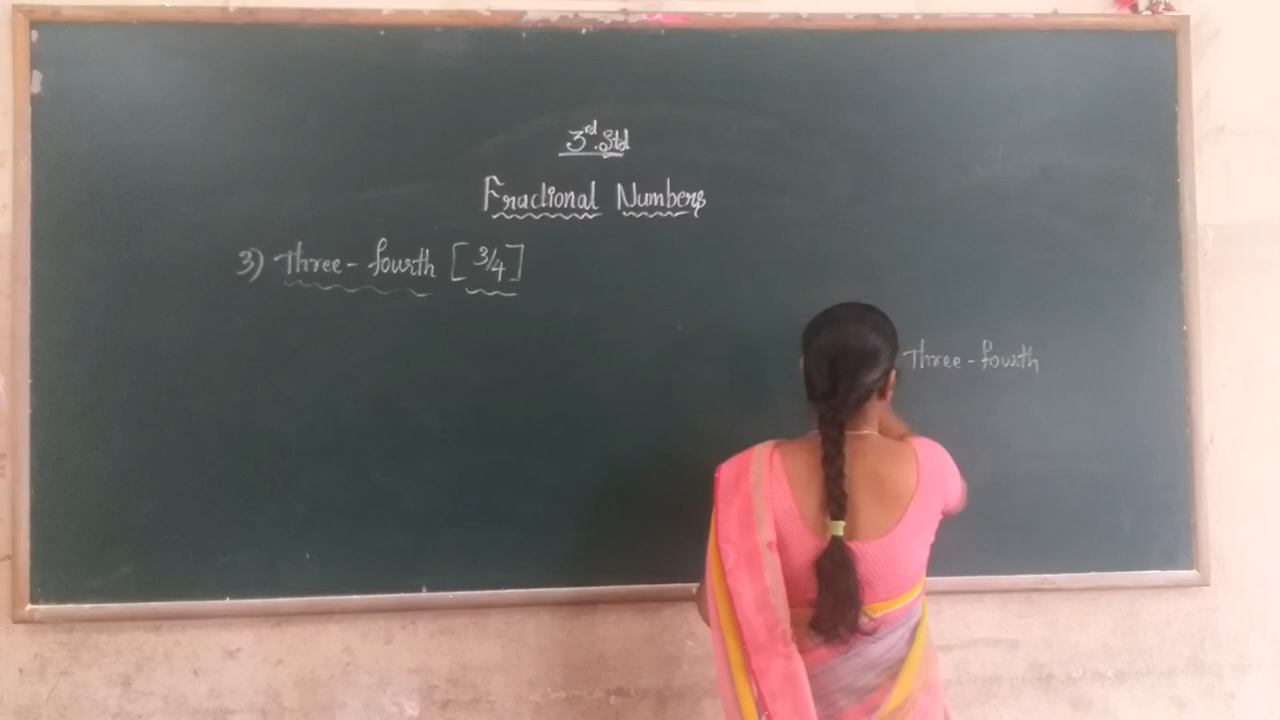 3rd. Std
Fractional Numbers
3) Three - fourth [ 3/4 ]
Three - fourth